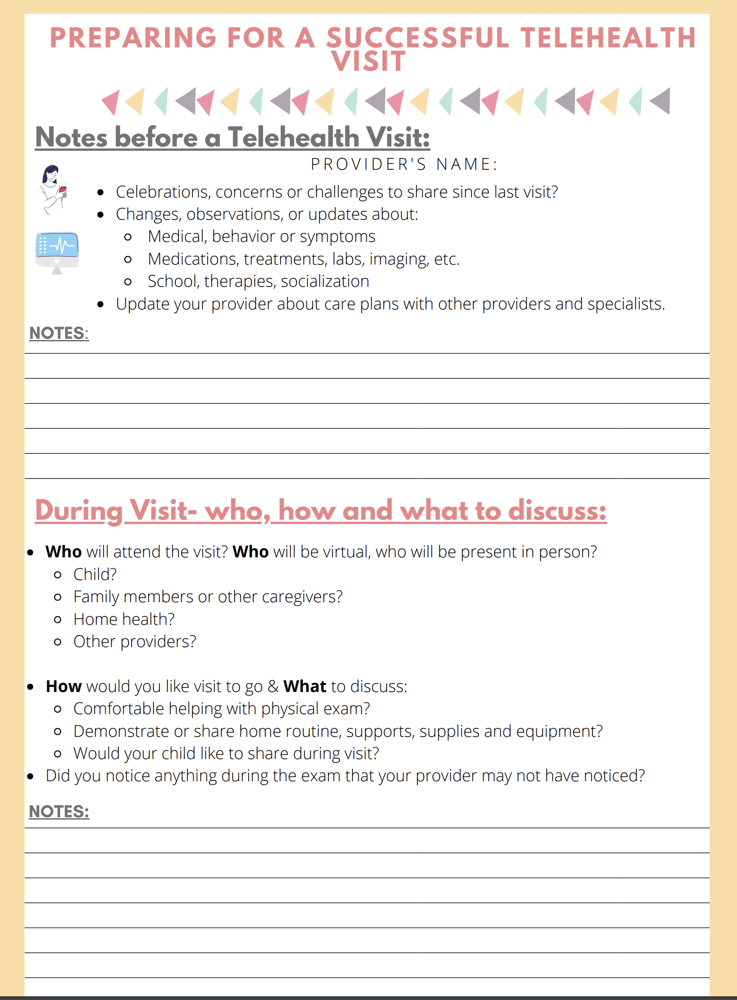 PREPARING FOR A SUCCESSFUL TELEHEALTH
VISIT
Notes before a Telehealth Visit:
PROVIDER'S NAME:
• Celebrations, concerns or challenges to share since last visit?
• Changes, observations, or updates about:
○ Medical, behavior or symptoms
○ Medications, treatments, labs, imaging, etc.
○ School, therapies, socialization
• Update your provider about care plans with other providers and specialists.
NOTES:
During Visit- who, how and what to discuss:
• Who will attend the visit? Who will be virtual, who will be present in person?
○ Child?
○ Family members or other caregivers?
○ Home health?
○ Other providers?
• How would you like visit to go & What to discuss:
○ Comfortable helping with physical exam?
○ Demonstrate or share home routine, supports, supplies and equipment?
○ Would your child like to share during visit?
• Did you notice anything during the exam that your provider may not have noticed?
NOTES: